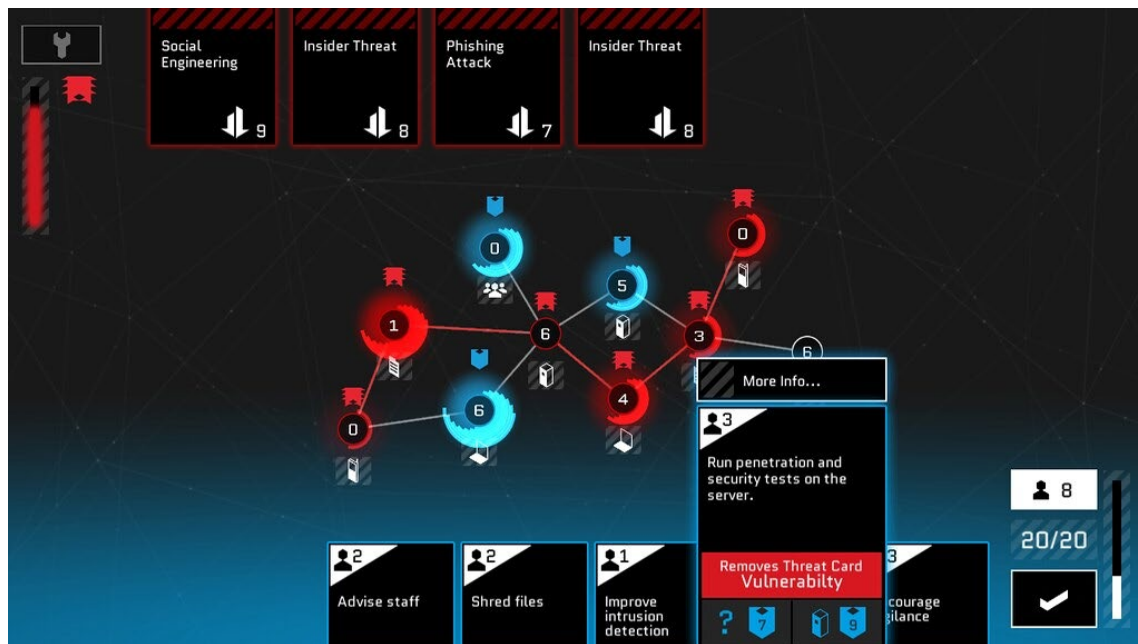 Social
Engineering
9
Insider Threat
8
Phishing
Attack
7
Insider Threat
8
0
0
5
1
6
3
6
4
6
0
More Info...
3
Run penetration and
security tests on the
server.
Removes Threat Card
Vulnerabilty
?
7
9
2
Advise staff
2
Shred files
1
Improve
intrusion
detection
3
courage
gilance
8
20/20